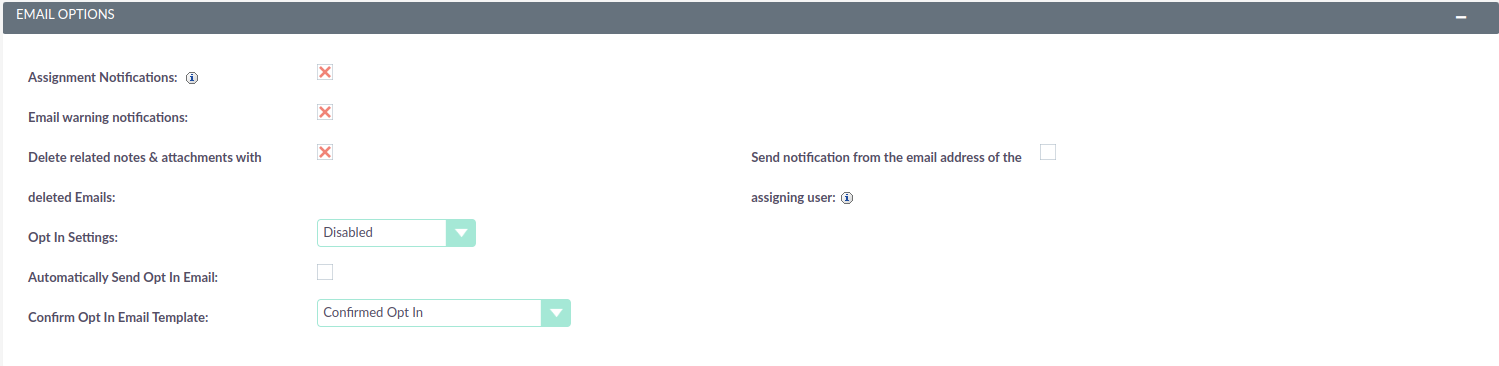 EMAIL OPTIONS
Assignment Notifications:
Email warning notifications:
Delete related notes & attachments with
deleted Emails:
Send notification from the email address of the
assigning user:
Opt In Settings:
Disabled
Automatically Send Opt In Email:
Confirm Opt In Email Template:
Confirmed Opt In